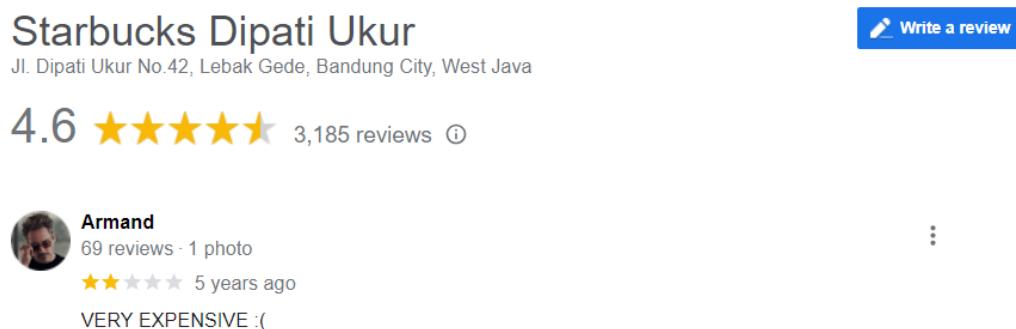 Starbucks Dipati Ukur
Write a review
Jl. Dipati Ukur No.42, Lebak Gede, Bandung City, West Java
4.6 3,185 reviews
Armand
69 reviews · 1 photo
5 years ago
VERY EXPENSIVE :(